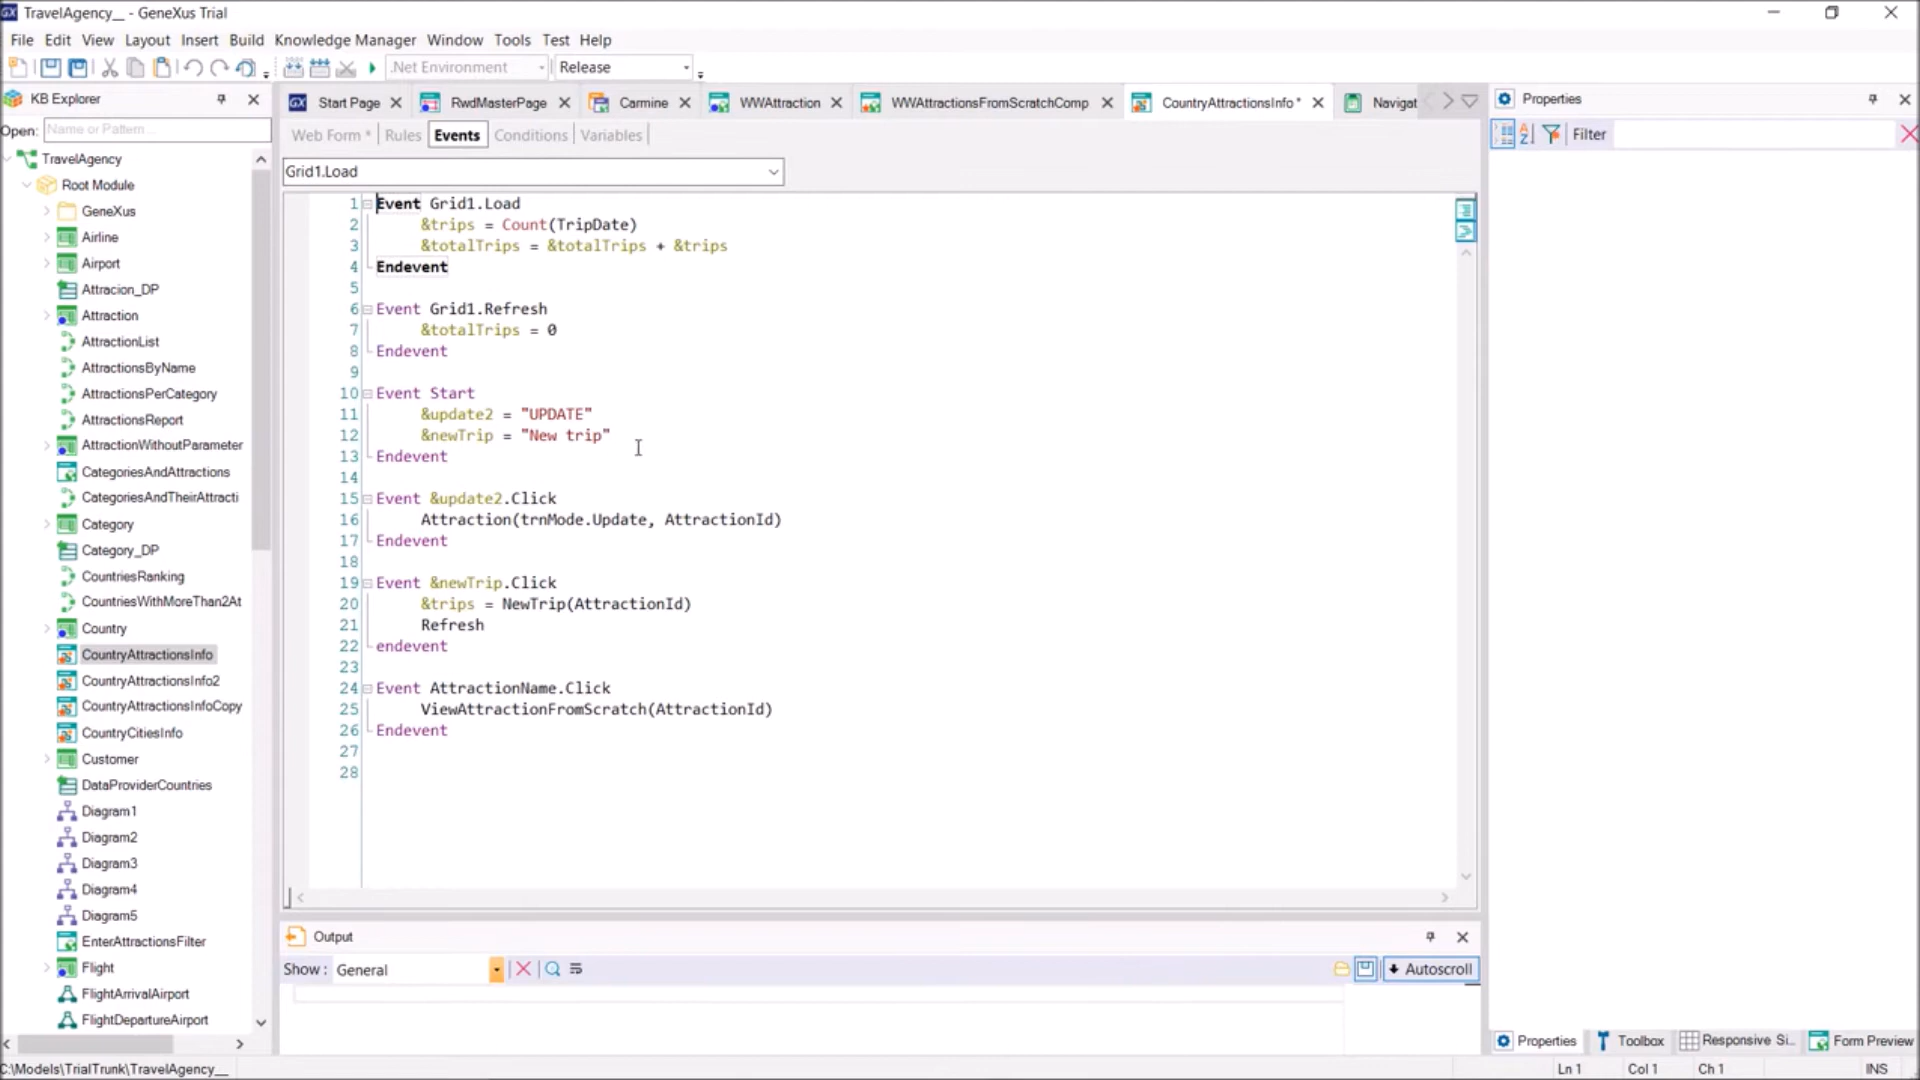 TravelAgency__ - GeneXus Trial
File Edit View Layout Insert Build Knowledge Manager Window Tools Test Help
.Net Environment Release
KB Explorer
Open: Name or Pattern...
TravelAgency
Root Module
GeneXus
Airline
Airport
Attracion_DP
Attraction
AttractionList
AttractionsByName
AttractionsPerCategory
AttractionsReport
AttractionWithoutParameter
CategoriesAndAttractions
CategoriesAndTheirAttracti
Category
Category_DP
CountriesRanking
CountriesWithMoreThan2At
Country
CountryAttractionsInfo
CountryAttractionsInfo2
CountryAttractionsInfoCopy
CountryCitiesInfo
Customer
DataProviderCountries
Diagram1
Diagram2
Diagram3
Diagram4
Diagram5
EnterAttractionsFilter
Flight
FlightArrivalAirport
FlightDepartureAirport
Start Page RwdMasterPage Carmine WWAttraction WWAttractionsFromScratchComp CountryAttractionsInfo * Navigat
Web Form * Rules Events Conditions Variables
Grid1.Load
1 Event Grid1.Load
2 &trips = Count(TripDate)
3 &totalTrips = &totalTrips + &trips
4 Endevent
5
6 Event Grid1.Refresh
7 &totalTrips = 0
8 Endevent
9
10 Event Start
11 &update2 = "UPDATE"
12 &newTrip = "New trip"
13 Endevent
14
15 Event &update2.Click
16 Attraction(trnMode.Update, AttractionId)
17 Endevent
18
19 Event &newTrip.Click
20 &trips = NewTrip(AttractionId)
21 Refresh
22 endevent
23
24 Event AttractionName.Click
25 ViewAttractionFromScratch(AttractionId)
26 Endevent
27
28
Output
Show: General
Autoscroll
Properties
Filter
Properties Toolbox Responsive Si... Form Preview
C:\Models\TrialTrunk\TravelAgency__ Ln 1 Col 1 Ch 1 INS